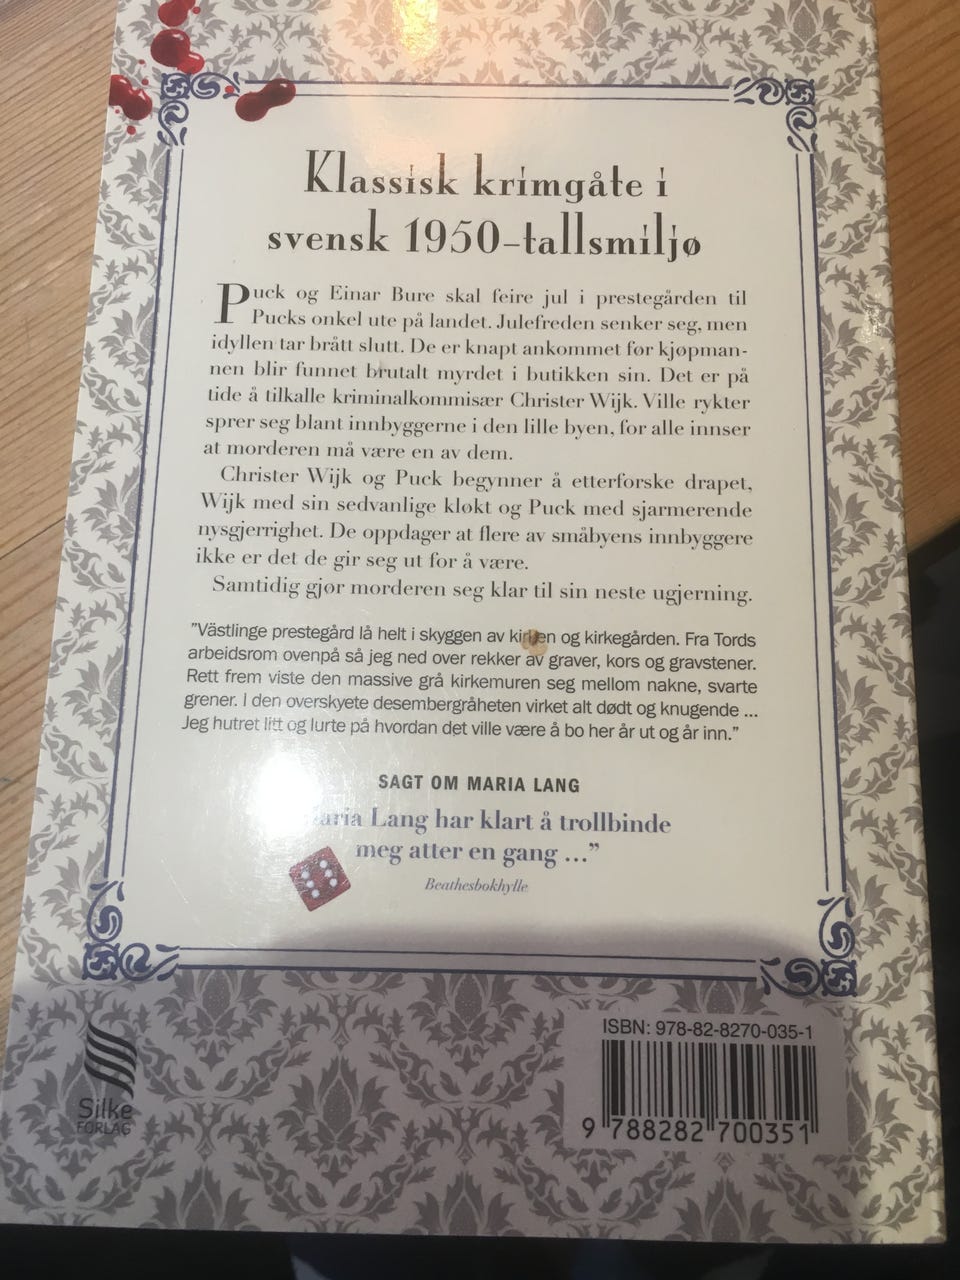 Klassisk krimgåte i
svensk 1950-tallsmiljø
Puck og Einar Bure skal feire jul i prestegården til
Pucks onkel ute på landet. Julefreden senker seg, men
idyllen tar brått slutt. De er knapt ankommet før kjøpman-
nen blir funnet brutalt myrdet i butikken sin. Det er på
tide å tilkalle kriminalkommisær Christer Wijk. Ville rykter
sprer seg blant innbyggerne i den lille byen, for alle innser
at morderen må være en av dem.
Christer Wijk og Puck begynner å etterforske drapet,
Wijk med sin sedvanlige kløkt og Puck med sjarmerende
nysgjerrighet. De oppdager at flere av småbyens innbyggere
ikke er det de gir seg ut for å være.
Samtidig gjør morderen seg klar til sin neste ugjerning.
"Västlinge prestegård lå helt i skyggen av kirken og kirkegården. Fra Tords
arbeidsrom ovenpå så jeg ned over rekker av graver, kors og gravstener.
Rett frem viste den massive grå kirkemuren seg mellom nakne, svarte
grener. I den overskyete desembergråheten virket alt dødt og knugende ...
Jeg hutret litt og lurte på hvordan det ville være å bo her år ut og år inn."
SAGT OM MARIA LANG
Maria Lang har klart å trollbinde
meg atter en gang ..."
Beathesbokhylle
ISBN: 978-82-8270-035-1
9 788282 700351
Silke
FORLAG